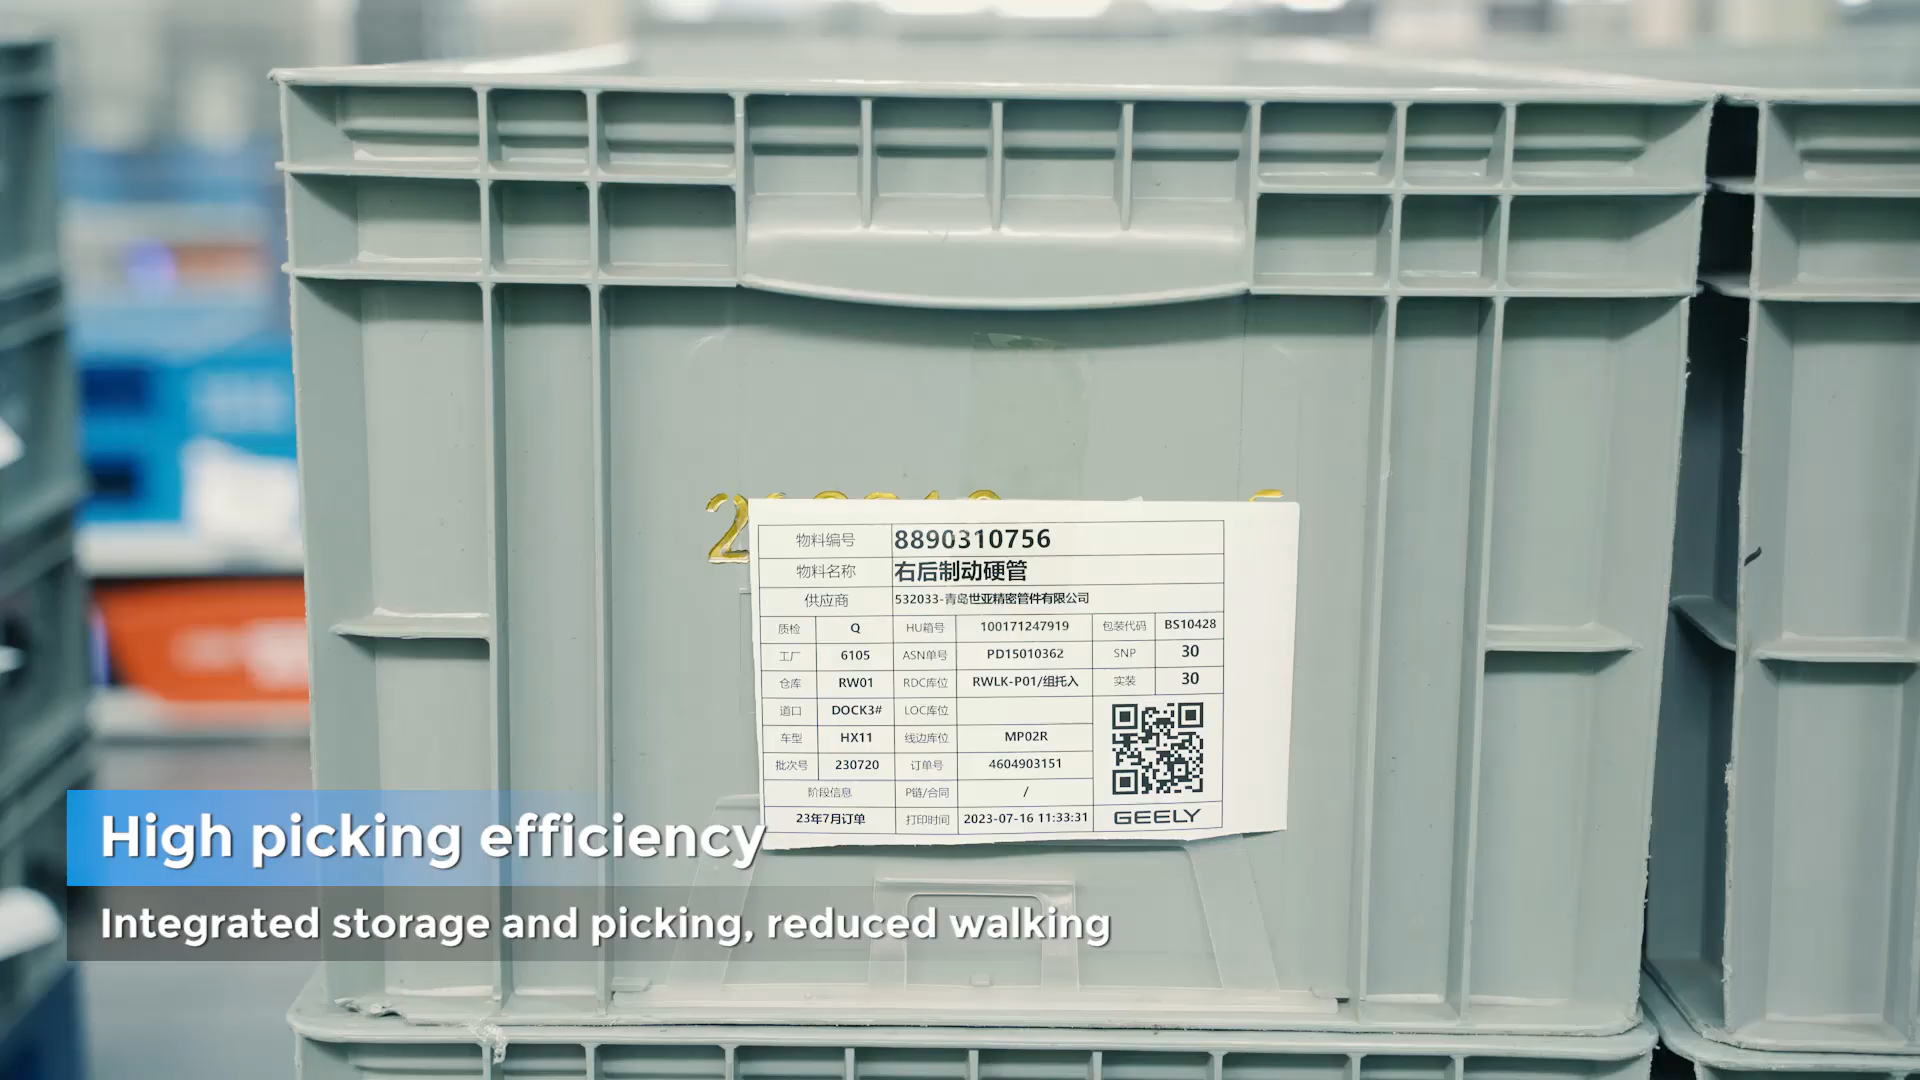 物料编号 8890310756
物料名称 右后制动硬管
供应商 532033-青岛世亚精密管件有限公司
质检 Q HU箱号 100171247919 包装代码 BS10428
工厂 6105 ASN单号 PD15010362 SNP 30
仓库 RW01 RDC库位 RWLK-P01/组托入 实装 30
道口 DOCK3# LOC库位
车型 HX11 线边库位 MP02R
批次号 230720 订单号 4604903151
阶段信息 P链/合同 /
23年7月订单 打印时间 2023-07-16 11:33:31 GEELY
High picking efficiency
Integrated storage and picking, reduced walking